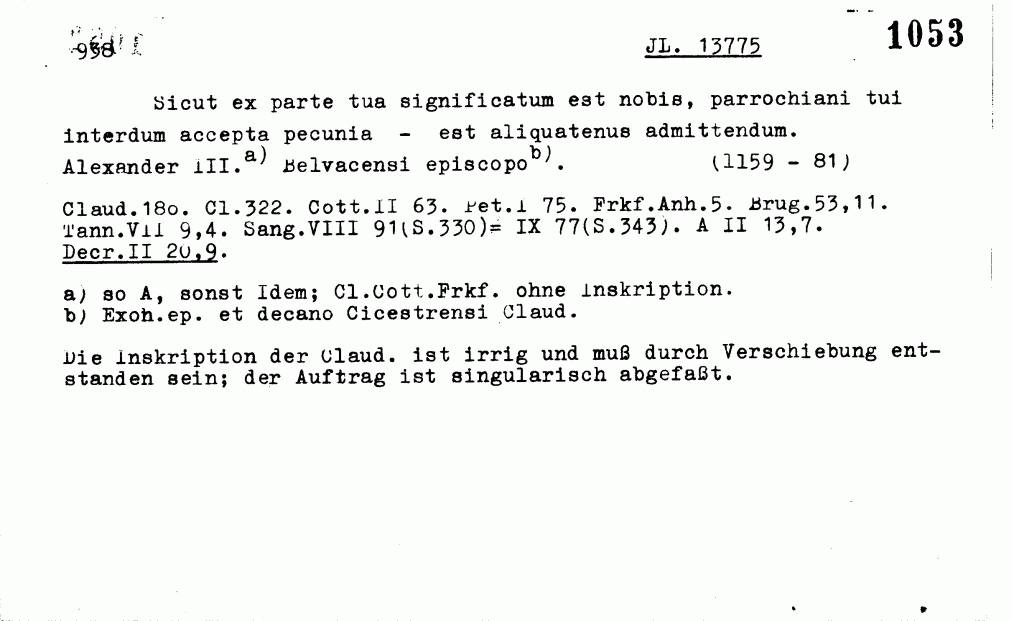 958 JL. 13775 1053
Sicut ex parte tua significatum est nobis, parrochiani tui
interdum accepta pecunia - est aliquatenus admittendum.
Alexander III.a) Belvacensi episcopob). (1159 - 81)
Claud.18o. Cl.322. Cott.II 63. Pet.I 75. Frkf.Anh.5. Brug.53,11.
Tann.VII 9,4. Sang.VIII 91(S.330)= IX 77(S.343). A II 13,7.
Decr.II 20,9.
a) so A, sonst Idem; Cl.Cott.Frkf. ohne Inskription.
b) Exoh.ep. et decano Cicestrensi Claud.
Die Inskription der Claud. ist irrig und muß durch Verschiebung ent-
standen sein; der Auftrag ist singularisch abgefaßt.